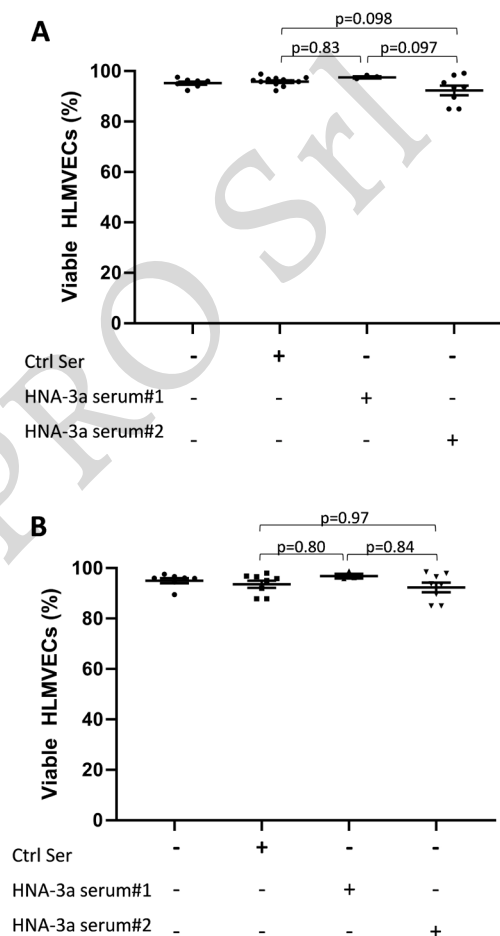 A
p=0.098
p=0.83 p=0.097
100
80
60
40
20
0
Viable HLMVECs (%)
Ctrl Ser - + - -
HNA-3a serum#1 - - + -
HNA-3a serum#2 - - - +
PRO Srl
B
p=0.97
p=0.80 p=0.84
100
80
60
40
20
0
Viable HLMVECs (%)
Ctrl Ser - + - -
HNA-3a serum#1 - - + -
HNA-3a serum#2 - - - +